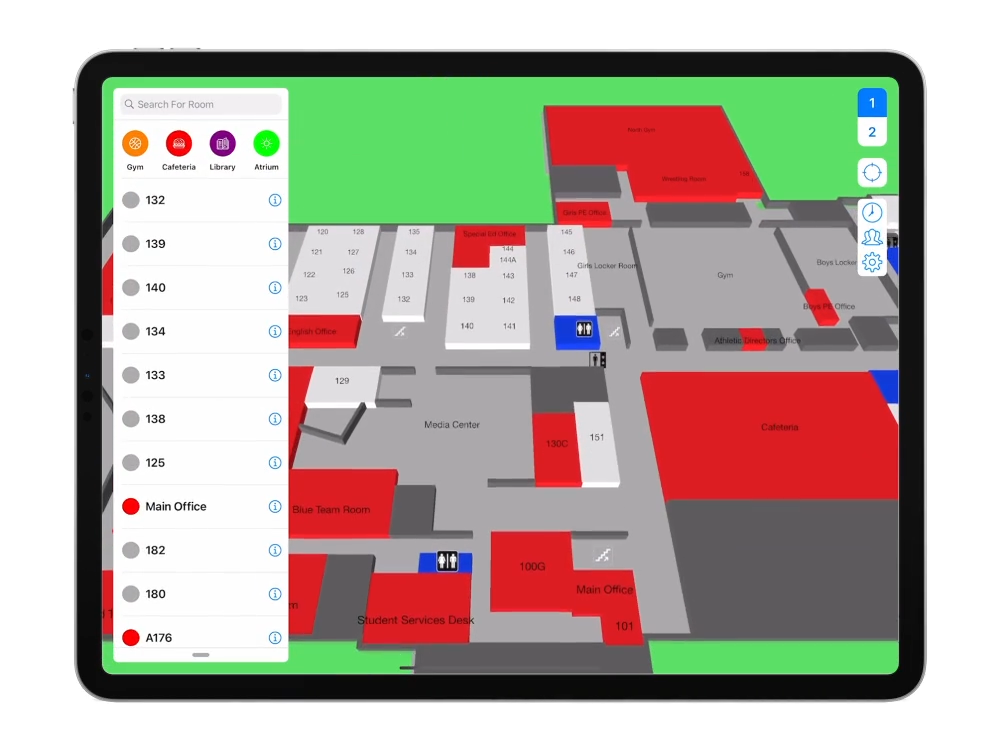 Search For Room
Gym
Cafeteria
Library
Atrium
132
139
140
134
133
138
125
Main Office
182
180
A176
1
2
North Gym
Wrestling Room
Girls PE Office
120
128
121
127
122
126
123
125
English Office
135
134
133
132
Special Ed Office
144
144A
138
143
139
142
140
141
145
146
147
148
Girls Locker Room
Gym
Boys Locker
Boys PE Office
Athletic Directors Office
129
Media Center
130C
151
Cafeteria
Blue Team Room
100G
Main Office
101
Student Services Desk